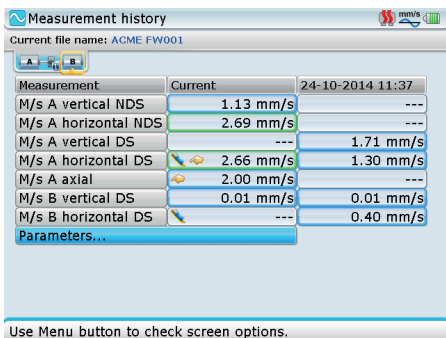 Measurement history mm/s
Current file name: ACME FW001
A B
Measurement Current 24-10-2014 11:37
M/s A vertical NDS 1.13 mm/s ---
M/s A horizontal NDS 2.69 mm/s ---
M/s A vertical DS --- 1.71 mm/s
M/s A horizontal DS 2.66 mm/s 1.30 mm/s
M/s A axial 2.00 mm/s ---
M/s B vertical DS 0.01 mm/s 0.01 mm/s
M/s B horizontal DS --- 0.40 mm/s
Parameters...
Use Menu button to check screen options.